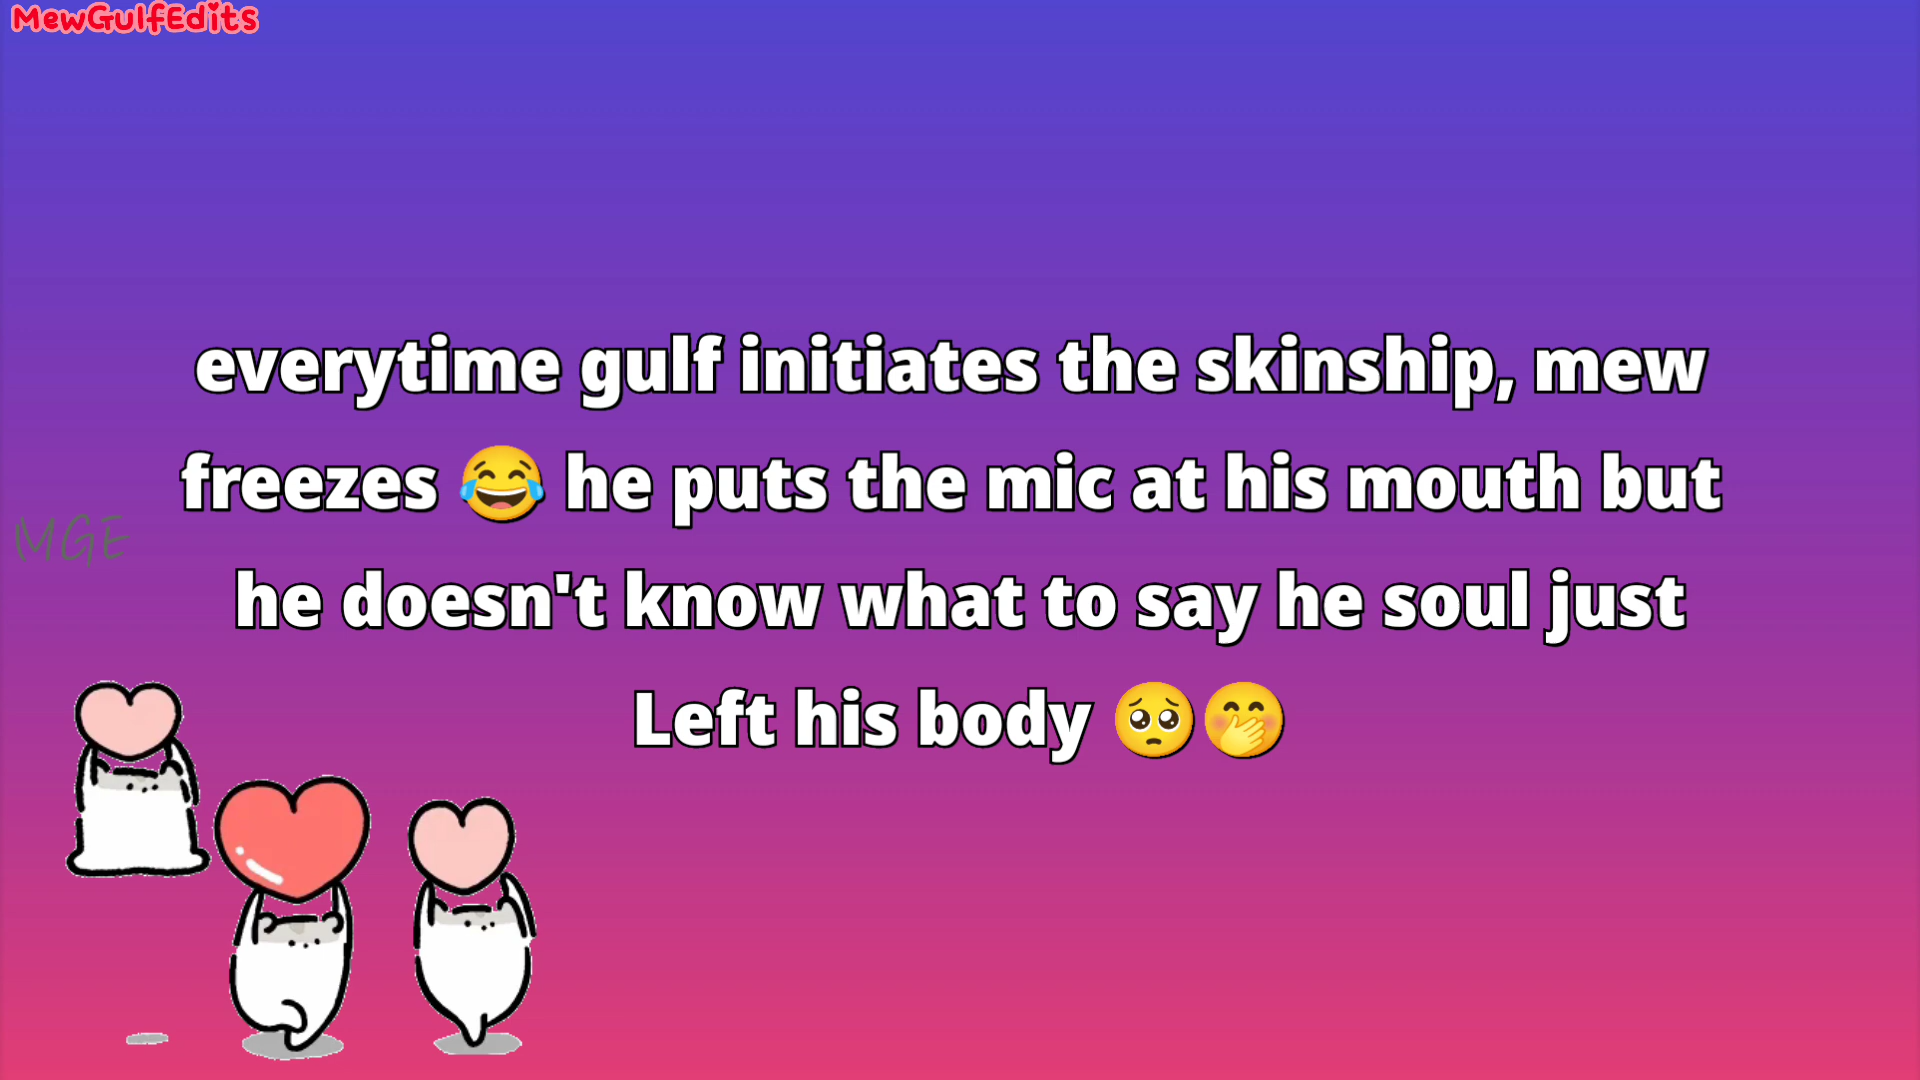 MewGulfEdits
everytime gulf initiates the skinship, mew
freezes 😂 he puts the mic at his mouth but
MGE
he doesn't know what to say he soul just
Left his body 🥺🤭